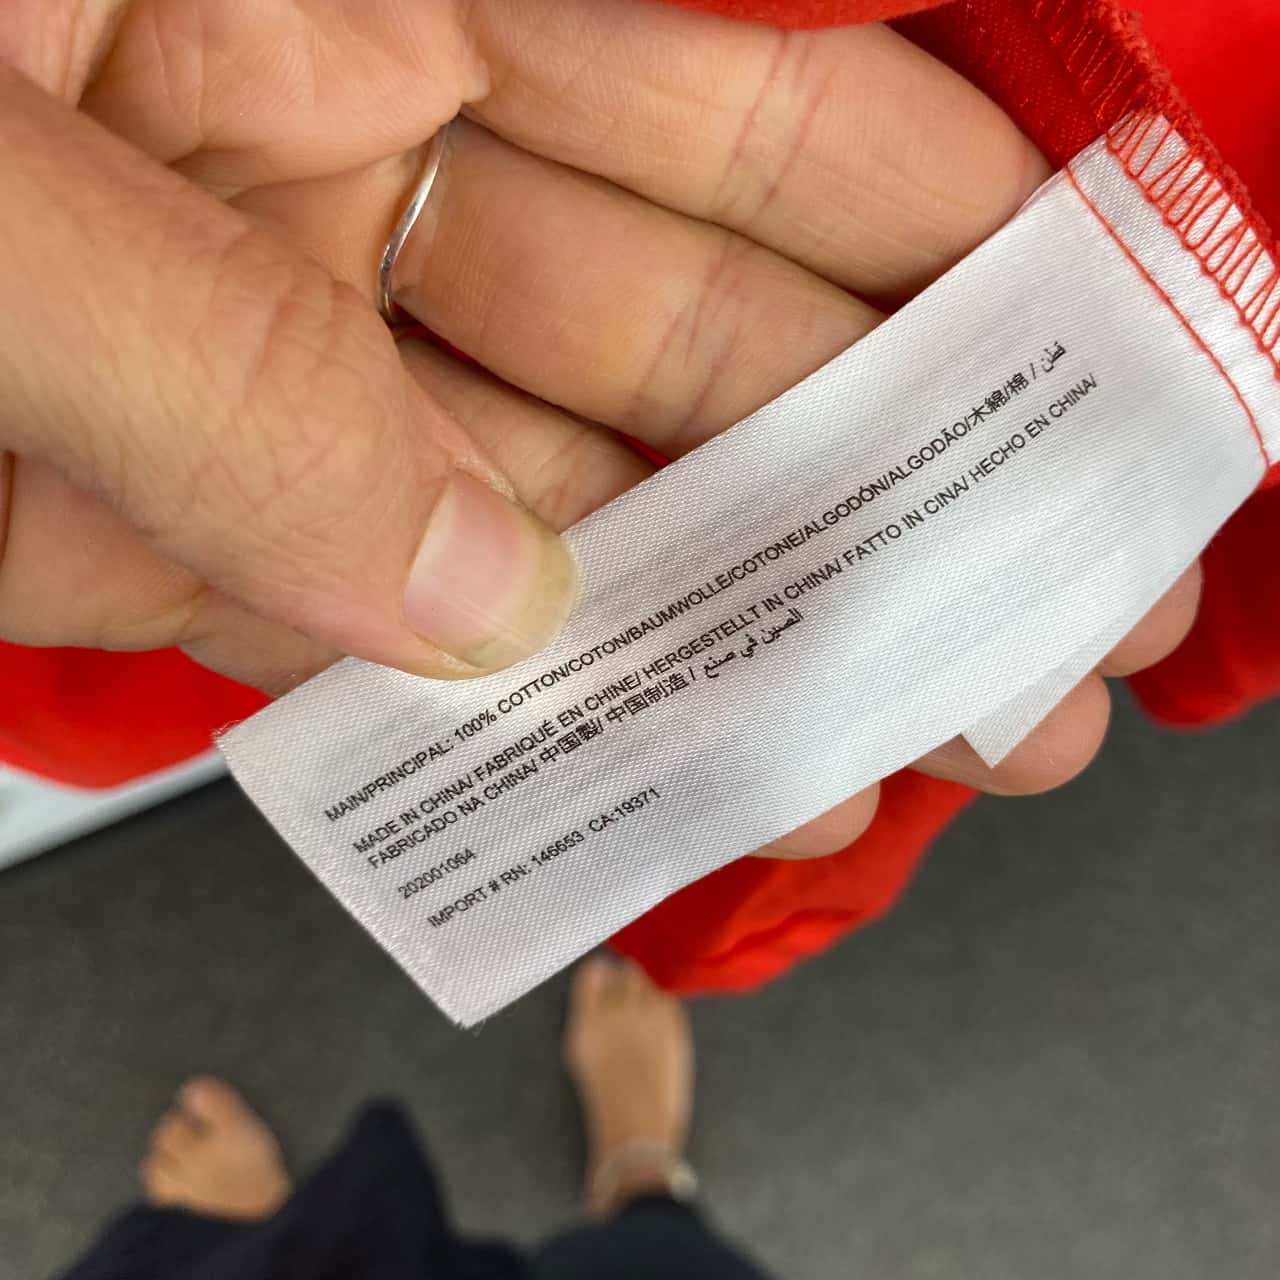 MAIN/PRINCIPAL: 100% COTTON/COTON/BAUMWOLLE/COTONE/ALGODÓN/ALGODÃO/木綿/棉 / قطن
MADE IN CHINA/ FABRIQUÉ EN CHINE/ HERGESTELLT IN CHINA/ FATTO IN CINA/ HECHO EN CHINA/
FABRICADO NA CHINA/ 中国製/ 中国制造 / الصين في صنع
202001064
IMPORT # RN: 146653 CA:19371